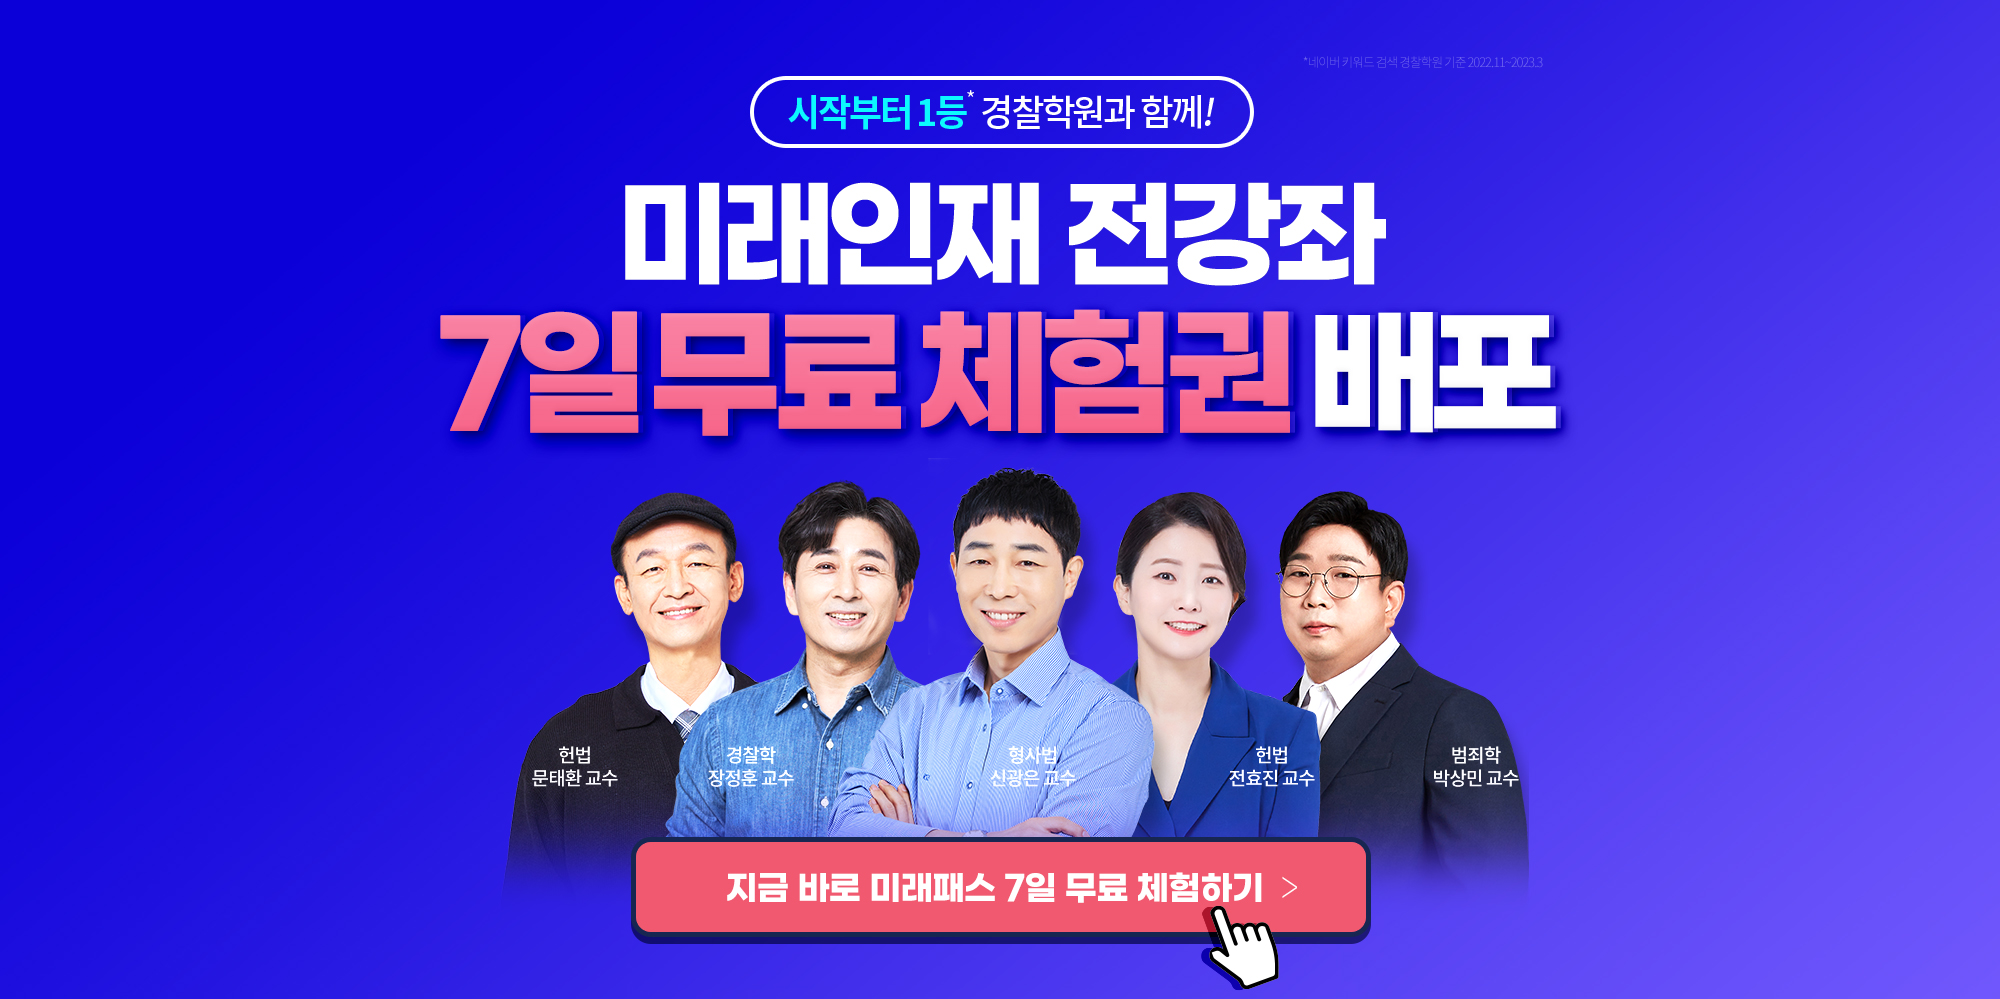 *네이버 키워드 검색 경찰학원 기준 2022.11~2023.3
시작부터 1등* 경찰학원과 함께!
미래인재 전강좌
7일 무료 체험권 배포
헌법
문태환 교수
경찰학
장정훈 교수
형사법
신광은 교수
헌법
전효진 교수
범죄학
박상민 교수
지금 바로 미래패스 7일 무료 체험하기 >